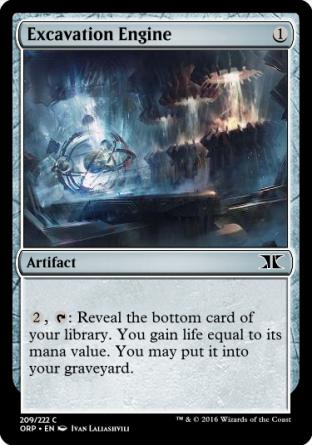 Excavation Engine 1
Artifact
2, T: Reveal the bottom card of
your library. You gain life equal to its
mana value. You may put it into
your graveyard.
209/222 C
ORP • EN Ivan Laliashvili
™ & © 2016 Wizards of the Coast